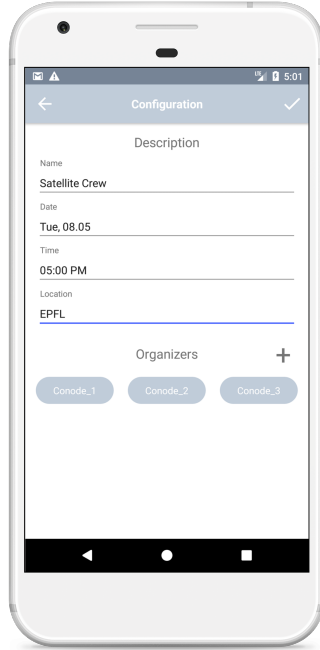 5:01
Configuration
Description
Name
Satellite Crew
Date
Tue, 08.05
Time
05:00 PM
Location
EPFL
Organizers
Conode_1 Conode_2 Conode_3